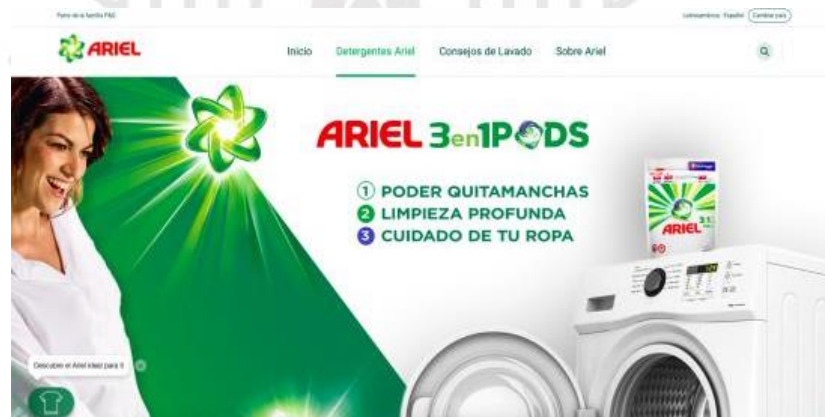 Parte de la familia P&G
Latinoamérica - Español
Cambiar país
ARIEL
Inicio
Detergentes Ariel
Consejos de Lavado
Sobre Ariel
ARIEL 3en1PODS
1 PODER QUITAMANCHAS
2 LIMPIEZA PROFUNDA
3 CUIDADO DE TU ROPA
ARIEL
Descubre el Ariel ideal para ti